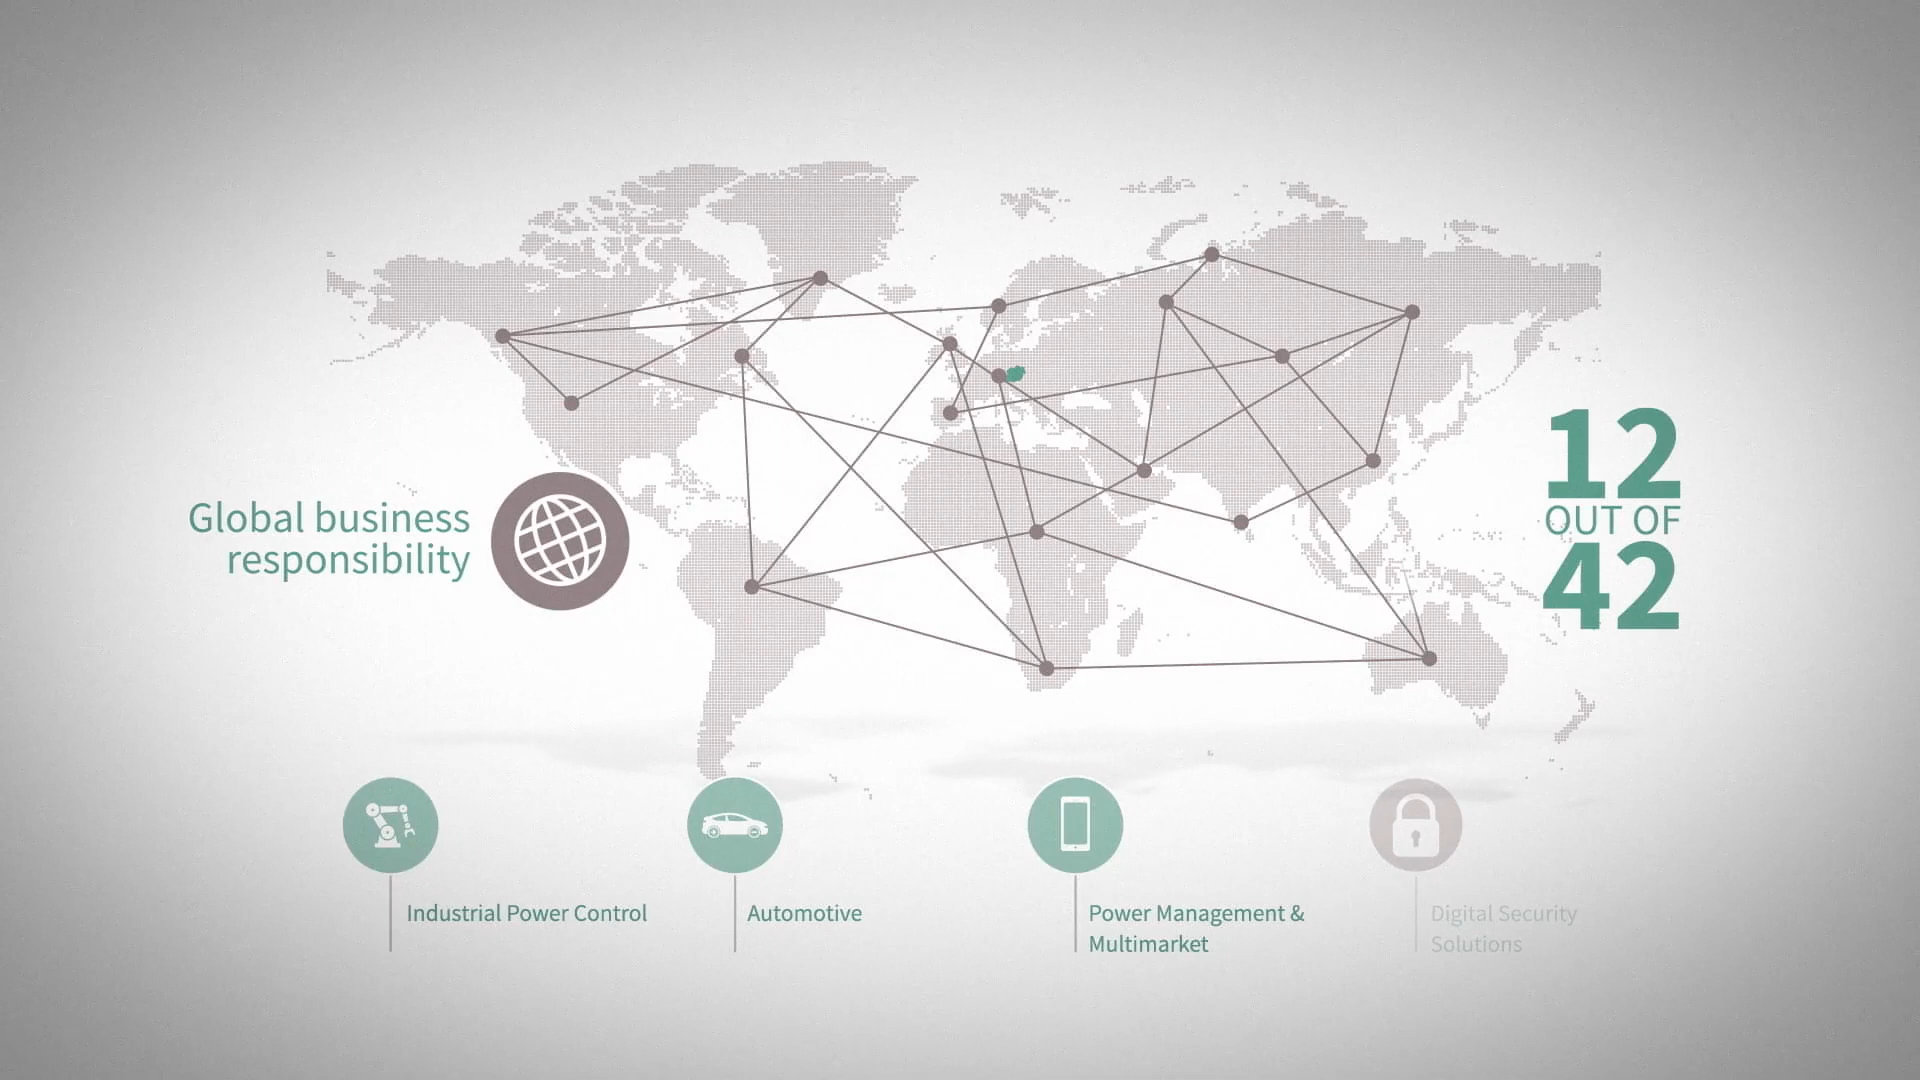 Global business
responsibility
12
OUT OF
42
Industrial Power Control
Automotive
Power Management &
Multimarket
Digital Security
Solutions